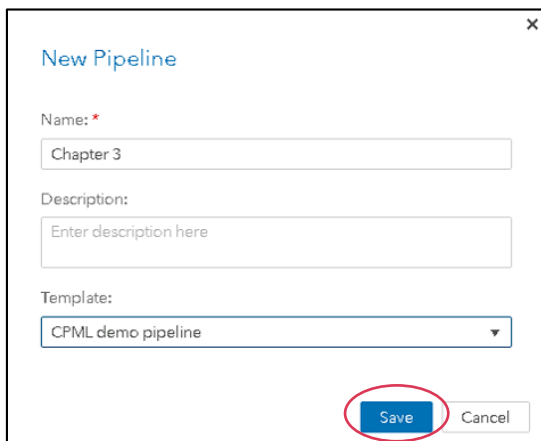 New Pipeline
Name: *
Chapter 3
Description:
Enter description here
Template:
CPML demo pipeline
Save Cancel